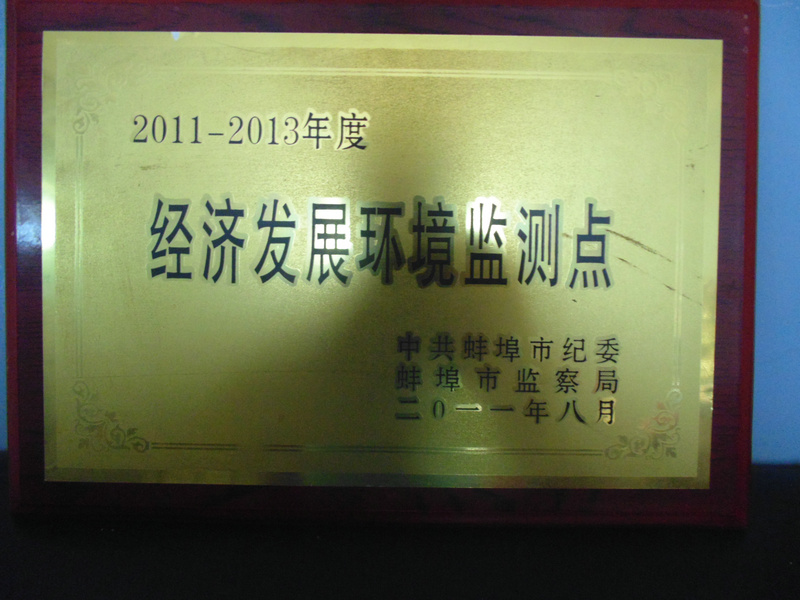 2011-2013年度
经济发展环境监测点
中共蚌埠市纪委
蚌埠市监察局
二0一一年八月